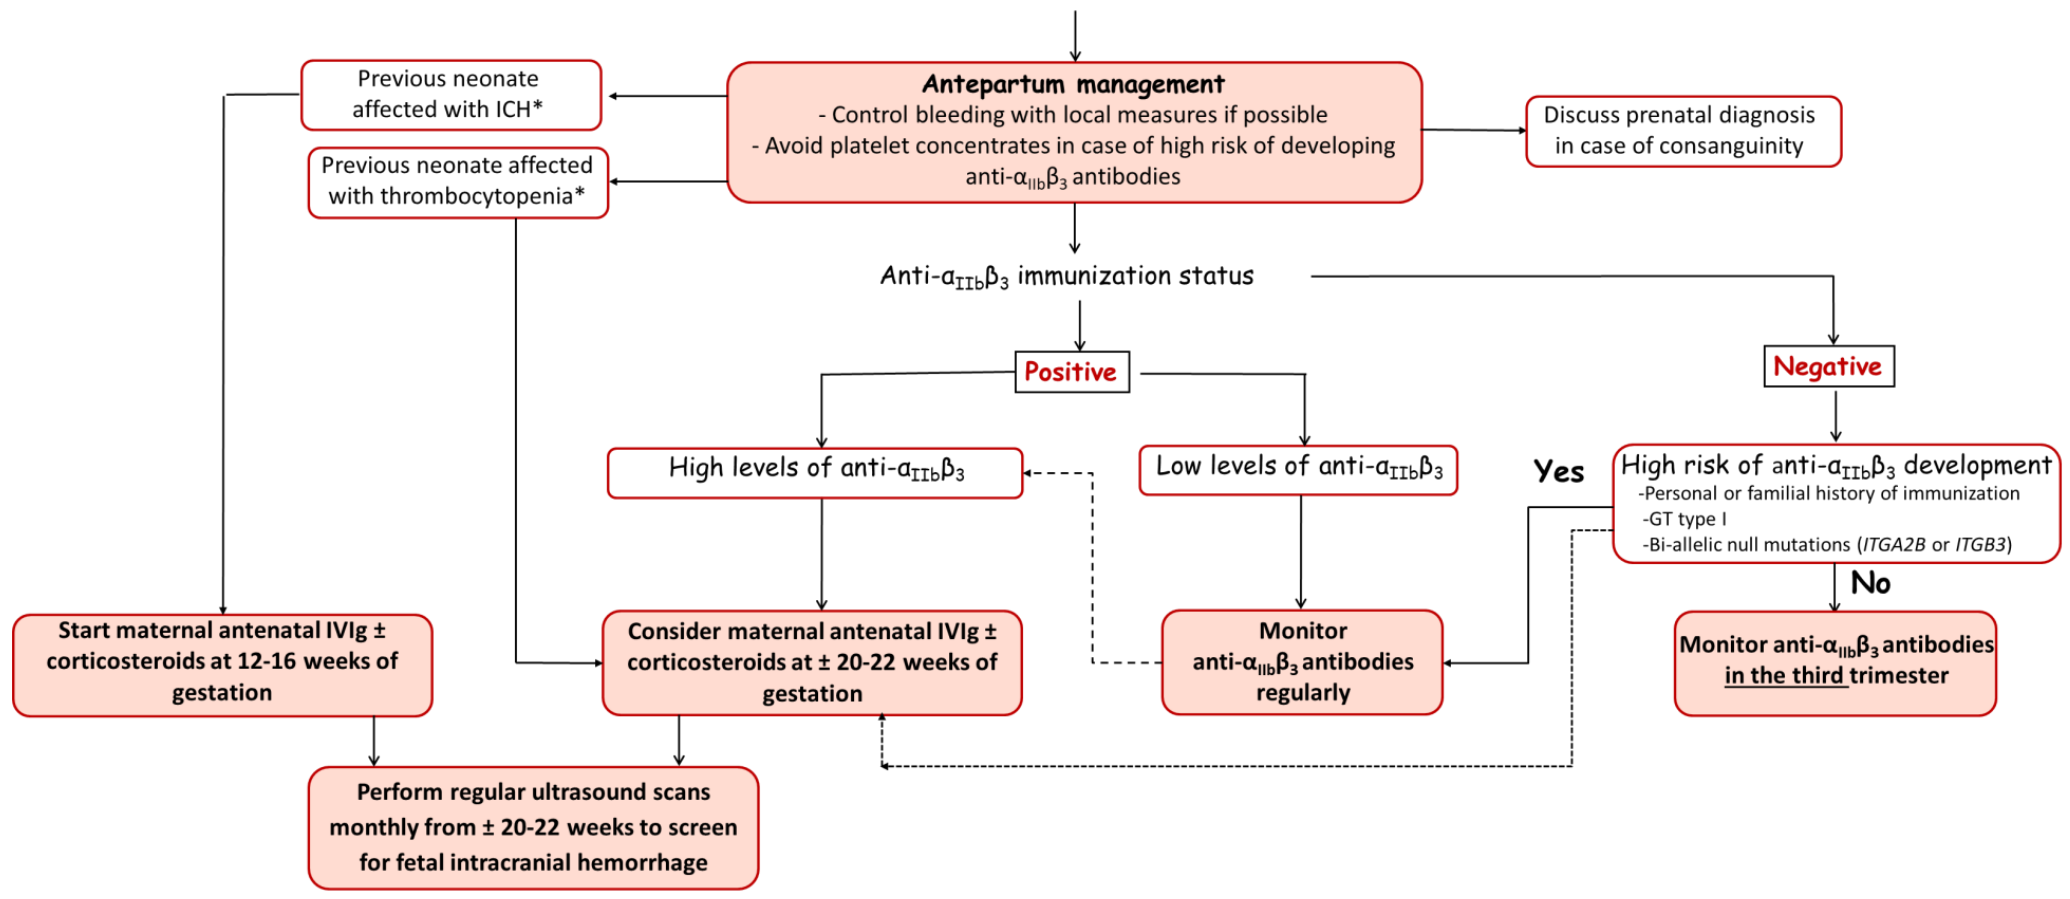 Previous neonate
affected with ICH*
Antepartum management
- Control bleeding with local measures if possible
- Avoid platelet concentrates in case of high risk of developing
anti-αIIbβ3 antibodies
Discuss prenatal diagnosis
in case of consanguinity
Previous neonate affected
with thrombocytopenia*
Anti-αIIbβ3 immunization status
Positive
Negative
High levels of anti-αIIbβ3
Low levels of anti-αIIbβ3
Yes
High risk of anti-αIIbβ3 development
-Personal or familial history of immunization
-GT type I
-Bi-allelic null mutations (ITGA2B or ITGB3)
No
Start maternal antenatal IVIg ±
corticosteroids at 12-16 weeks of
gestation
Consider maternal antenatal IVIg ±
corticosteroids at ± 20-22 weeks of
gestation
Monitor
anti-αIIbβ3 antibodies
regularly
Monitor anti-αIIbβ3 antibodies
in the third trimester
Perform regular ultrasound scans
monthly from ± 20-22 weeks to screen
for fetal intracranial hemorrhage